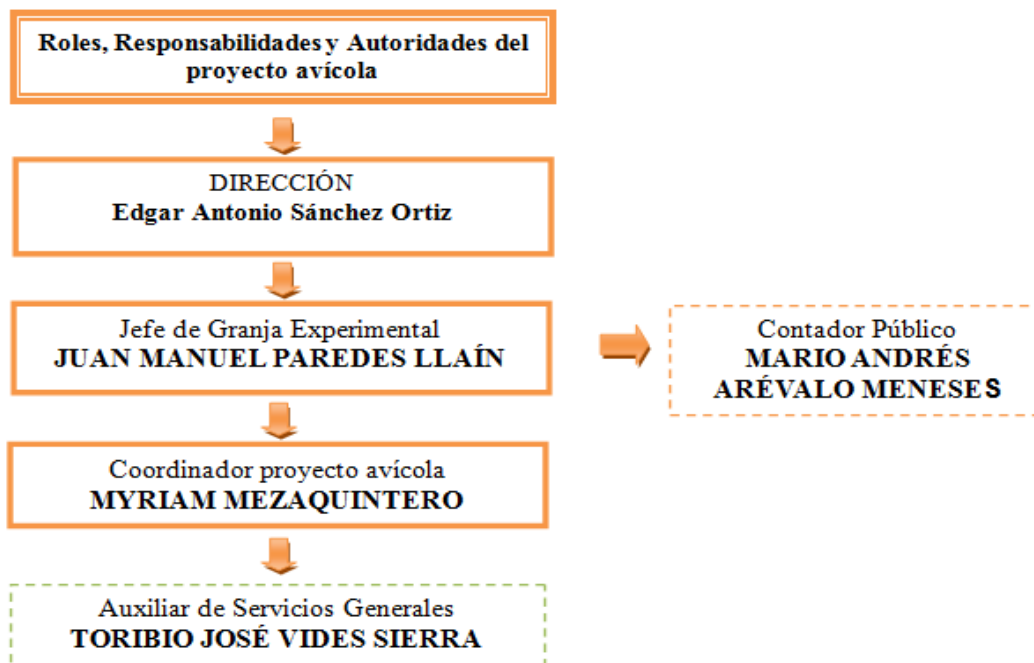 Roles, Responsabilidades y Autoridades del
proyecto avícola
DIRECCIÓN
Edgar Antonio Sánchez Ortiz
Jefe de Granja Experimental
JUAN MANUEL PAREDES LLAÍN
Contador Público
MARIO ANDRÉS
ARÉVALO MENESES
Coordinador proyecto avícola
MYRIAM MEZAQUINTERO
Auxiliar de Servicios Generales
TORIBIO JOSÉ VIDES SIERRA